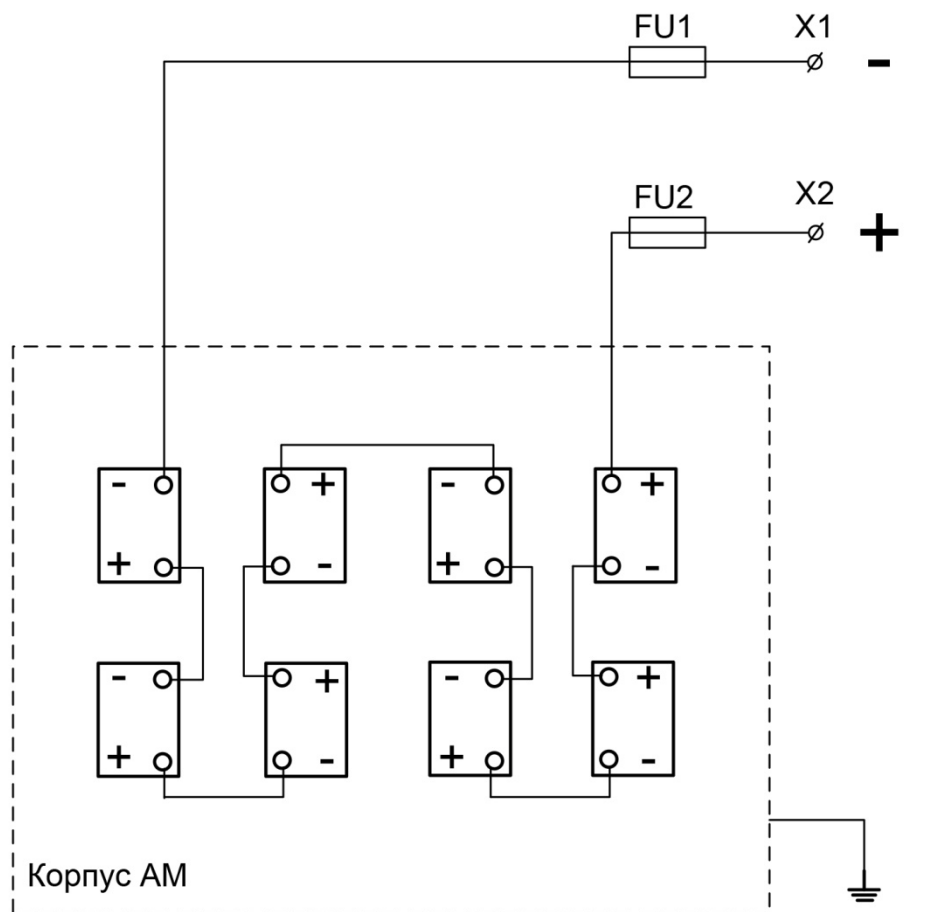 FU1 X1
-
FU2 X2
+
- + - +
+ - + -
- + - +
+ - + -
Корпус АМ